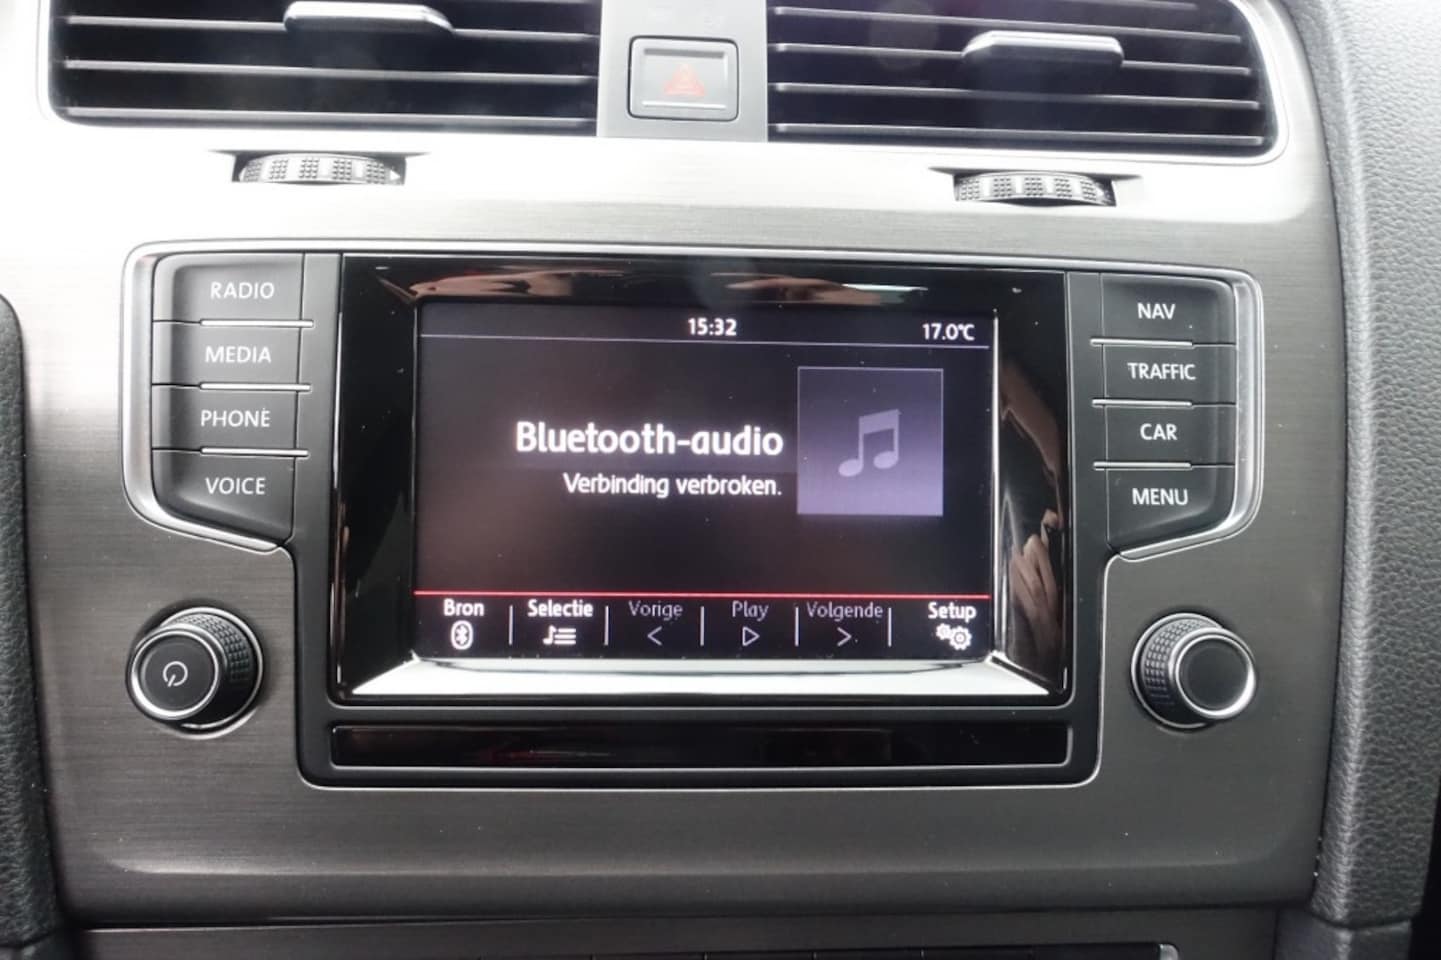 RADIO
MEDIA
PHONE
VOICE
15:32
17.0℃
Bluetooth-audio
Verbinding verbroken.
Bron
Selectie
Vorige
Play
Volgende
Setup
NAV
TRAFFIC
CAR
MENU